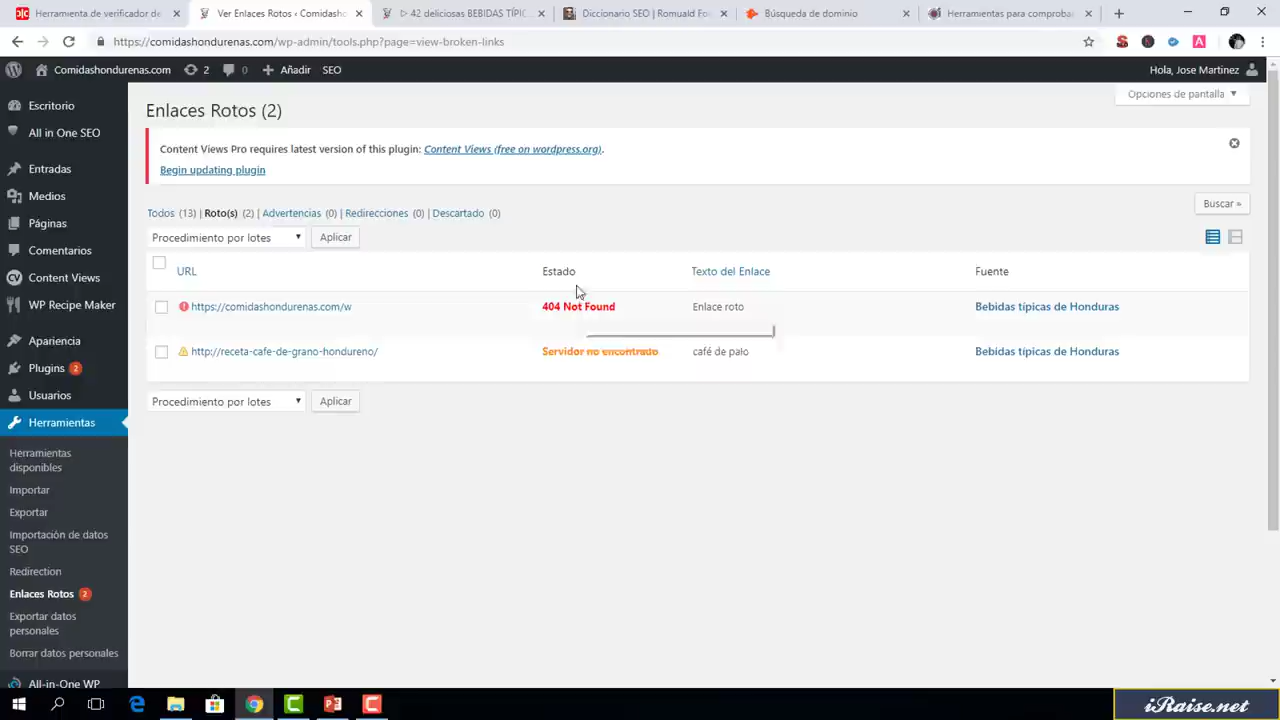 Herramienta de verificador de
Ver Enlaces Rotos ‹ Comidash
42 deliciosas BEBIDAS TÍPIC
Diccionario SEO | Romuald Fo
Búsqueda de dominio
Herramientas para comproba
https://comidashondurenas.com/wp-admin/tools.php?page=view-broken-links
Comidashondurenas.com
2
0
Añadir
SEO
Hola, Jose Martinez
Opciones de pantalla
Escritorio
All in One SEO
Entradas
Medios
Páginas
Comentarios
Content Views
WP Recipe Maker
Apariencia
Plugins 2
Usuarios
Herramientas
Herramientas
disponibles
Importar
Exportar
Importación de datos
SEO
Redirection
Enlaces Rotos 2
Exportar datos
personales
Borrar datos personales
All-in-One WP
Enlaces Rotos (2)
Content Views Pro requires latest version of this plugin: Content Views (free on wordpress.org).
Begin updating plugin
Todos (13) | Roto(s) (2) | Advertencias (0) | Redirecciones (0) | Descartado (0)
Buscar »
Procedimiento por lotes
Aplicar
URL
Estado
Texto del Enlace
Fuente
https://comidashondurenas.com/w
404 Not Found
Enlace roto
Bebidas típicas de Honduras
http://receta-cafe-de-grano-hondureno/
Servidor no encontrado
café de palo
Bebidas típicas de Honduras
Procedimiento por lotes
Aplicar
iRaise.net